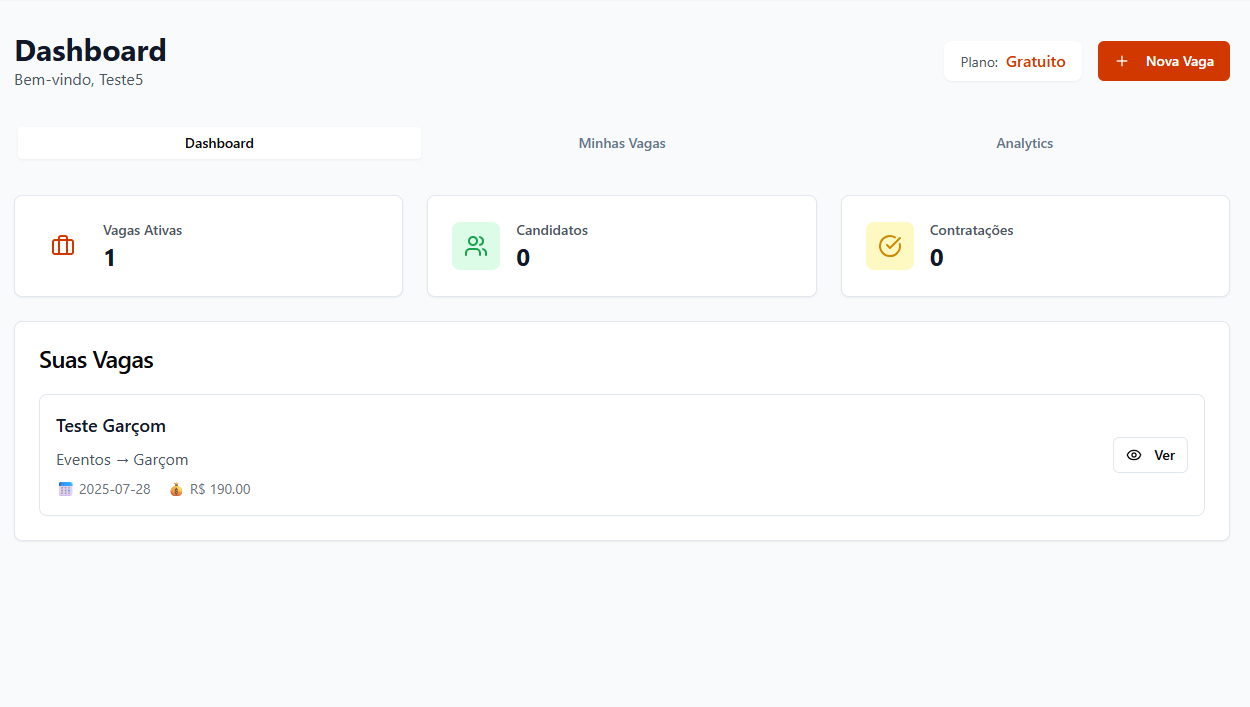 Dashboard
Bem-vindo, Teste5
Plano: Gratuito
Nova Vaga
Dashboard
Minhas Vagas
Analytics
Vagas Ativas
1
Candidatos
0
Contratações
0
Suas Vagas
Teste Garçom
Eventos → Garçom
2025-07-28 R$ 190.00
Ver